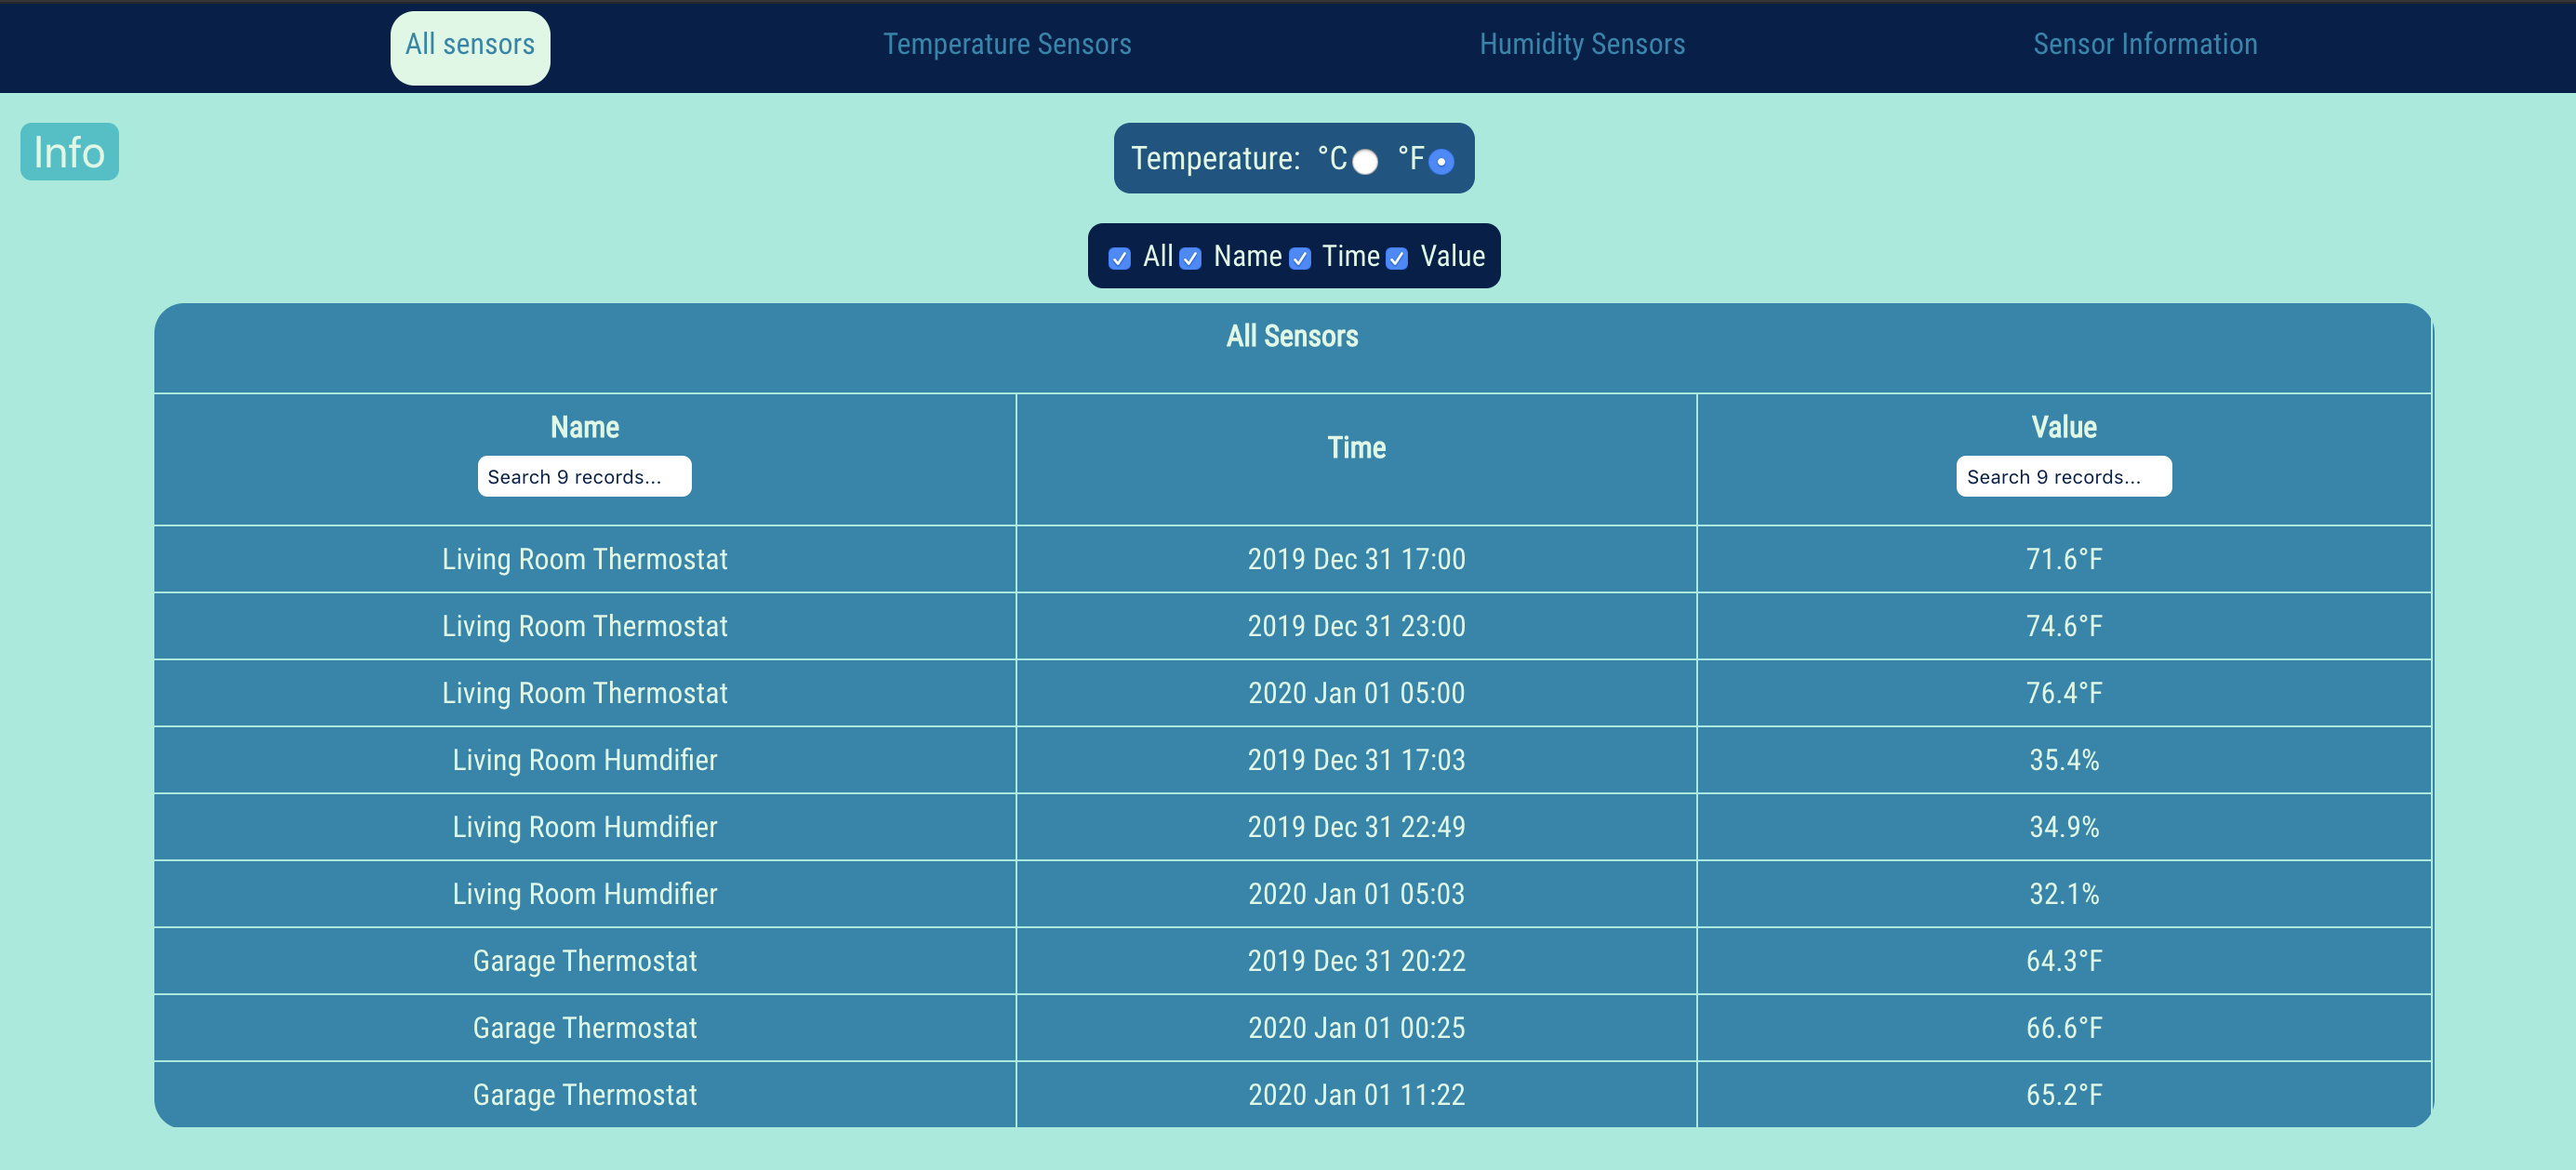 All sensors Temperature Sensors Humidity Sensors Sensor Information
Info
Temperature: °C °F
All Name Time Value
All Sensors
Name Time Value
Search 9 records... Search 9 records...
Living Room Thermostat 2019 Dec 31 17:00 71.6°F
Living Room Thermostat 2019 Dec 31 23:00 74.6°F
Living Room Thermostat 2020 Jan 01 05:00 76.4°F
Living Room Humdifier 2019 Dec 31 17:03 35.4%
Living Room Humdifier 2019 Dec 31 22:49 34.9%
Living Room Humdifier 2020 Jan 01 05:03 32.1%
Garage Thermostat 2019 Dec 31 20:22 64.3°F
Garage Thermostat 2020 Jan 01 00:25 66.6°F
Garage Thermostat 2020 Jan 01 11:22 65.2°F